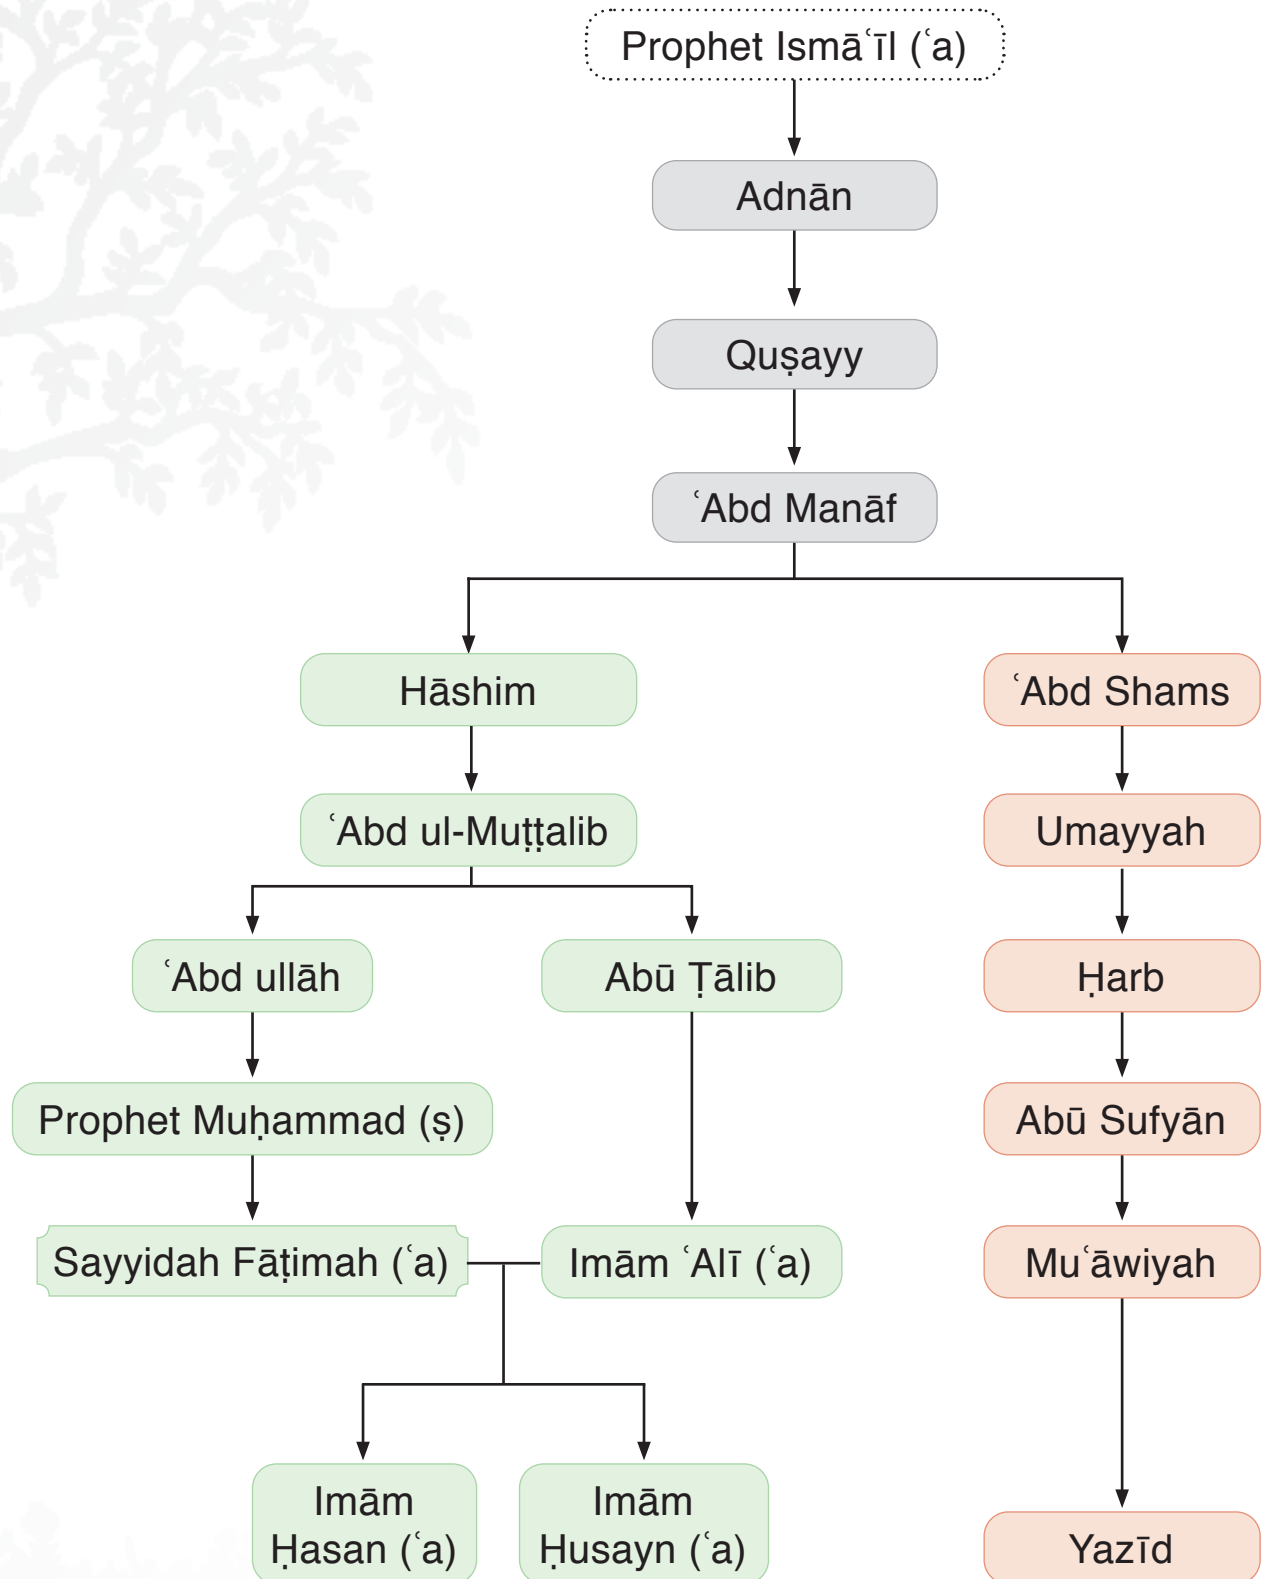 Prophet Ismāʿīl (ʿa)
Adnān
Quṣayy
ʿAbd Manāf
Hāshim
ʿAbd Shams
ʿAbd ul-Muṭṭalib
Umayyah
ʿAbd ullāh
Abū Ṭālib
Ḥarb
Prophet Muḥammad (ṣ)
Abū Sufyān
Sayyidah Fāṭimah (ʿa)
Imām ʿAlī (ʿa)
Muʿāwiyah
Imām
Ḥasan (ʿa)
Imām
Ḥusayn (ʿa)
Yazīd